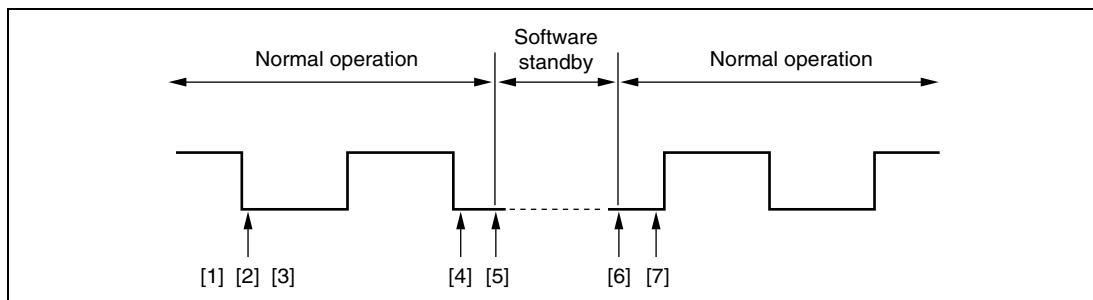 Software
standby
Normal operation
Normal operation
[1] [2] [3] [4] [5] [6] [7]